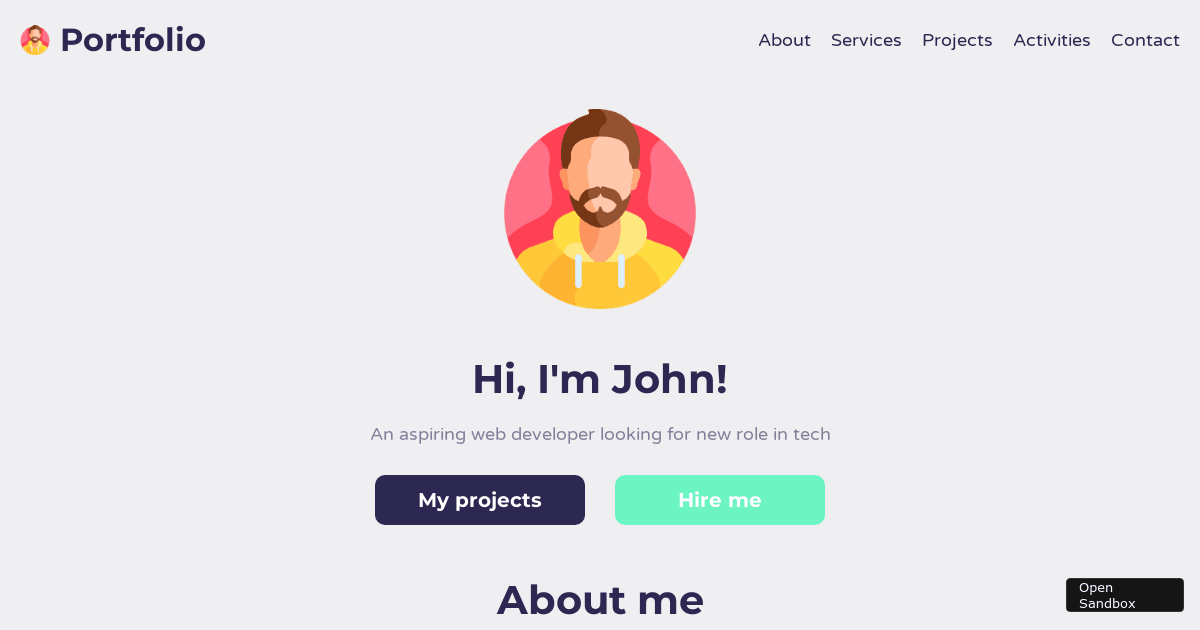 Portfolio
About Services Projects Activities Contact
Hi, I'm John!
An aspiring web developer looking for new role in tech
My projects
Hire me
About me
Open
Sandbox